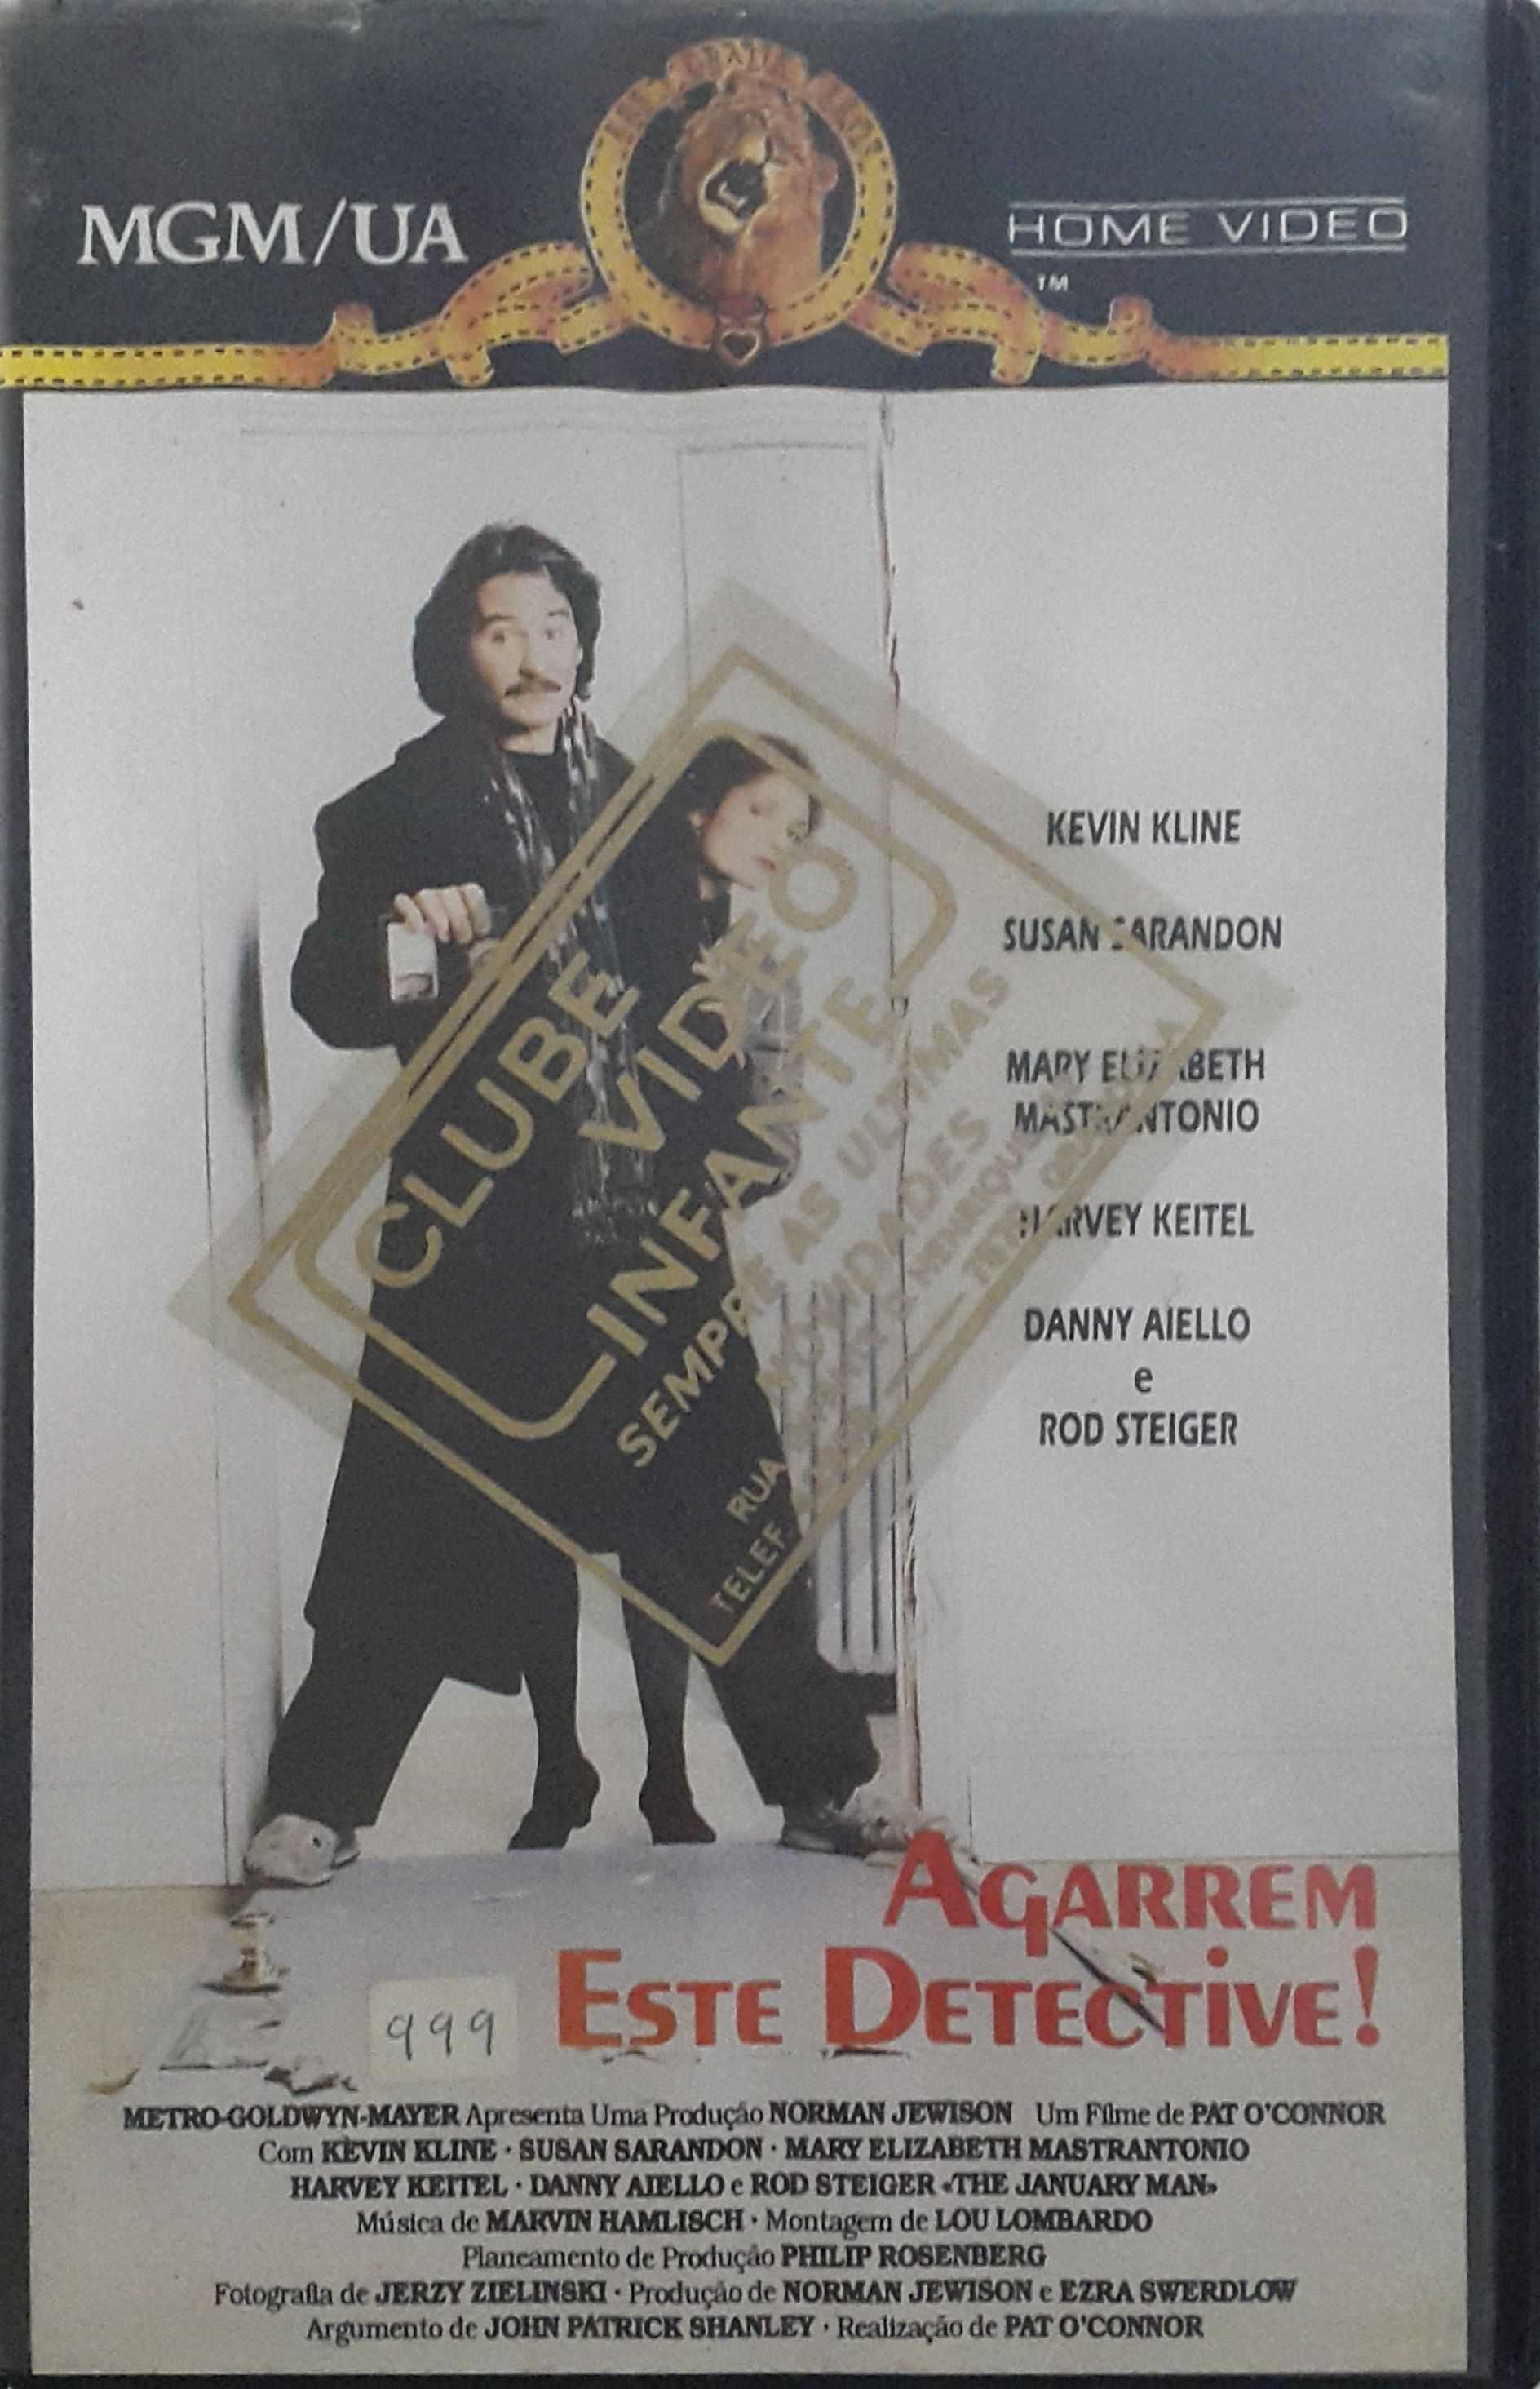 MGM/UA
HOME VIDEO
TM
KEVIN KLINE
SUSAN SARANDON
MARY ELIZABETH
MASTRANTONIO
HARVEY KEITEL
DANNY AIELLO
e
ROD STEIGER
CLUBE
VIDEO
INFANTE
SEMPRE AS ULTIMAS
NOVIDADES
RUA HENRIQUE
TELEF.
AGARREM
ESTE DETECTIVE!
999
METRO-GOLDWYN-MAYER Apresenta Uma Produção NORMAN JEWISON Um Filme de PAT O'CONNOR
Com KEVIN KLINE · SUSAN SARANDON · MARY ELIZABETH MASTRANTONIO
HARVEY KEITEL · DANNY AIELLO e ROD STEIGER «THE JANUARY MAN»
Música de MARVIN HAMLISCH · Montagem de LOU LOMBARDO
Planeamento de Produção PHILIP ROSENBERG
Fotografia de JERZY ZIELINSKI · Produção de NORMAN JEWISON e EZRA SWERDLOW
Argumento de JOHN PATRICK SHANLEY · Realização de PAT O'CONNOR